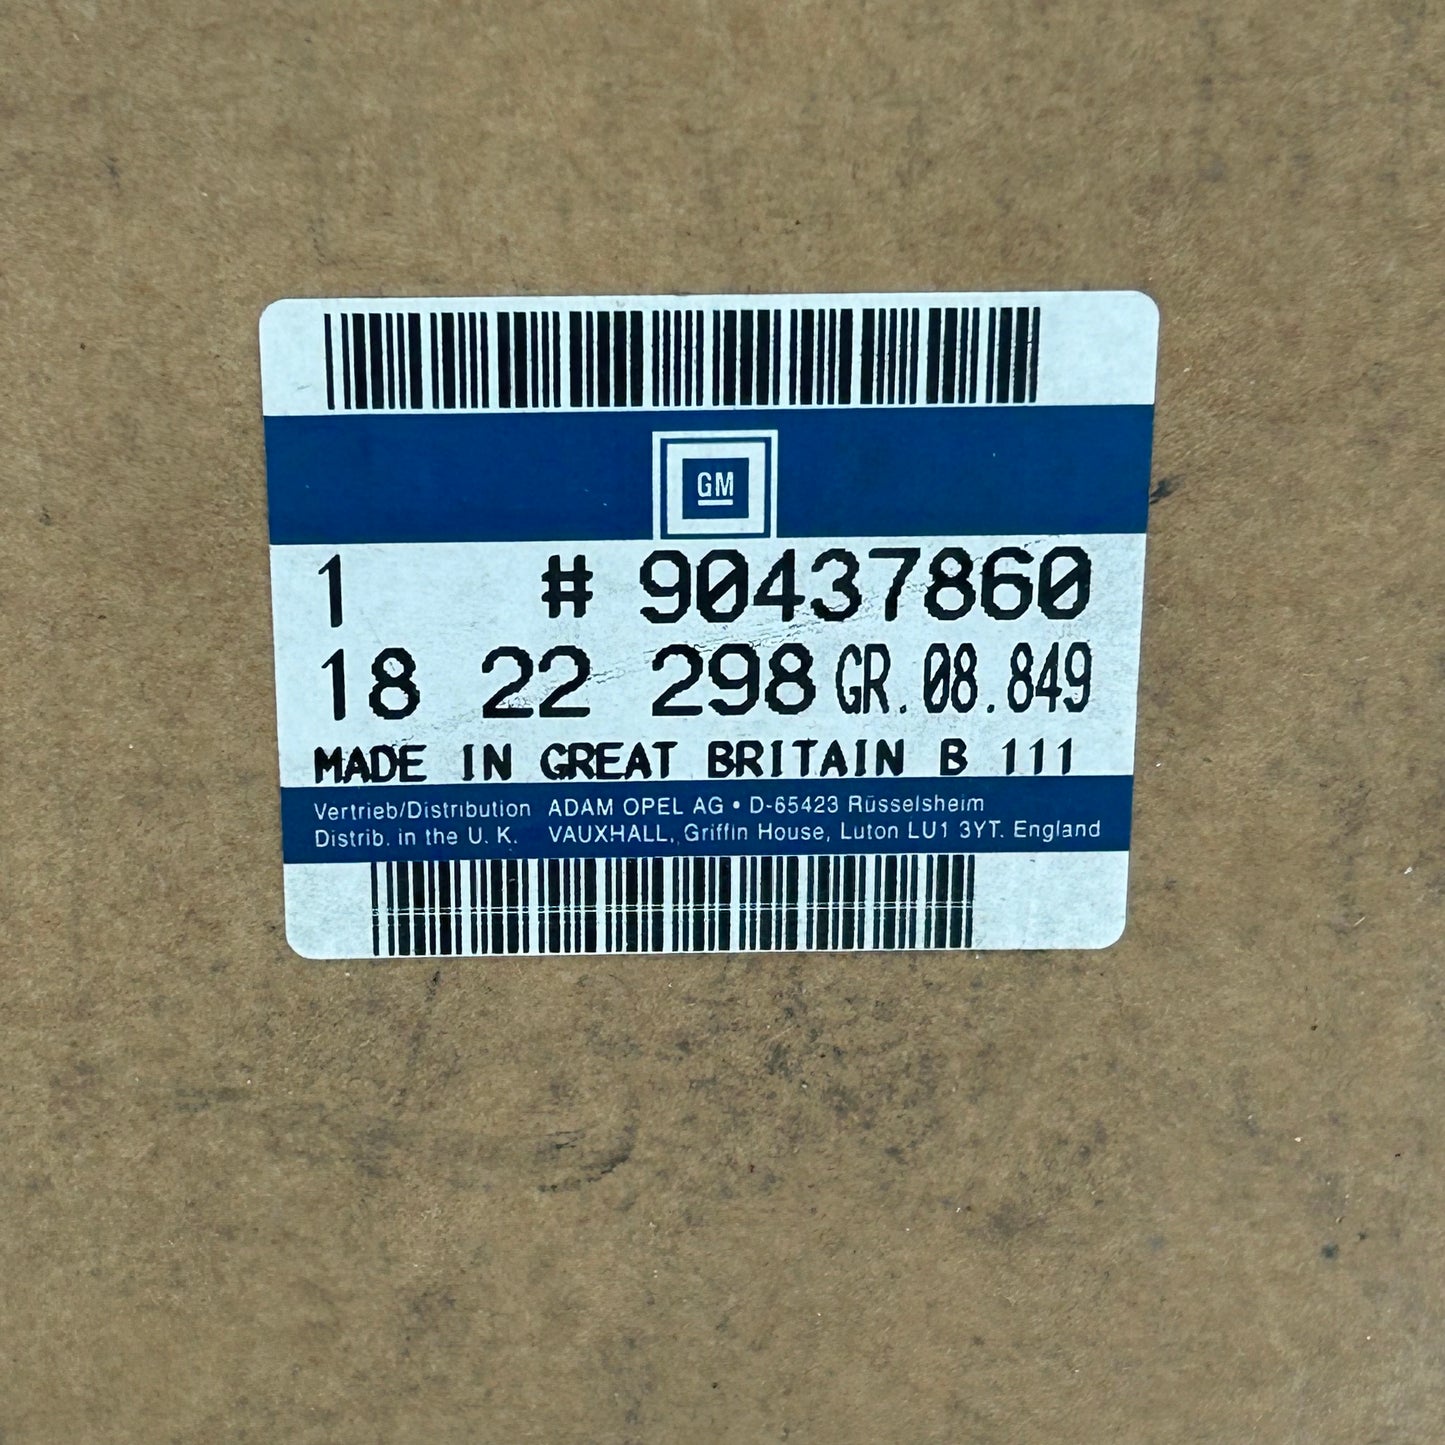 GM
1 # 90437860
18 22 298 GR. 08.849
MADE IN GREAT BRITAIN B 111
Vertrieb/Distribution ADAM OPEL AG • D-65423 Rüsselsheim
Distrib. in the U. K. VAUXHALL, Griffin House, Luton LU1 3YT. England